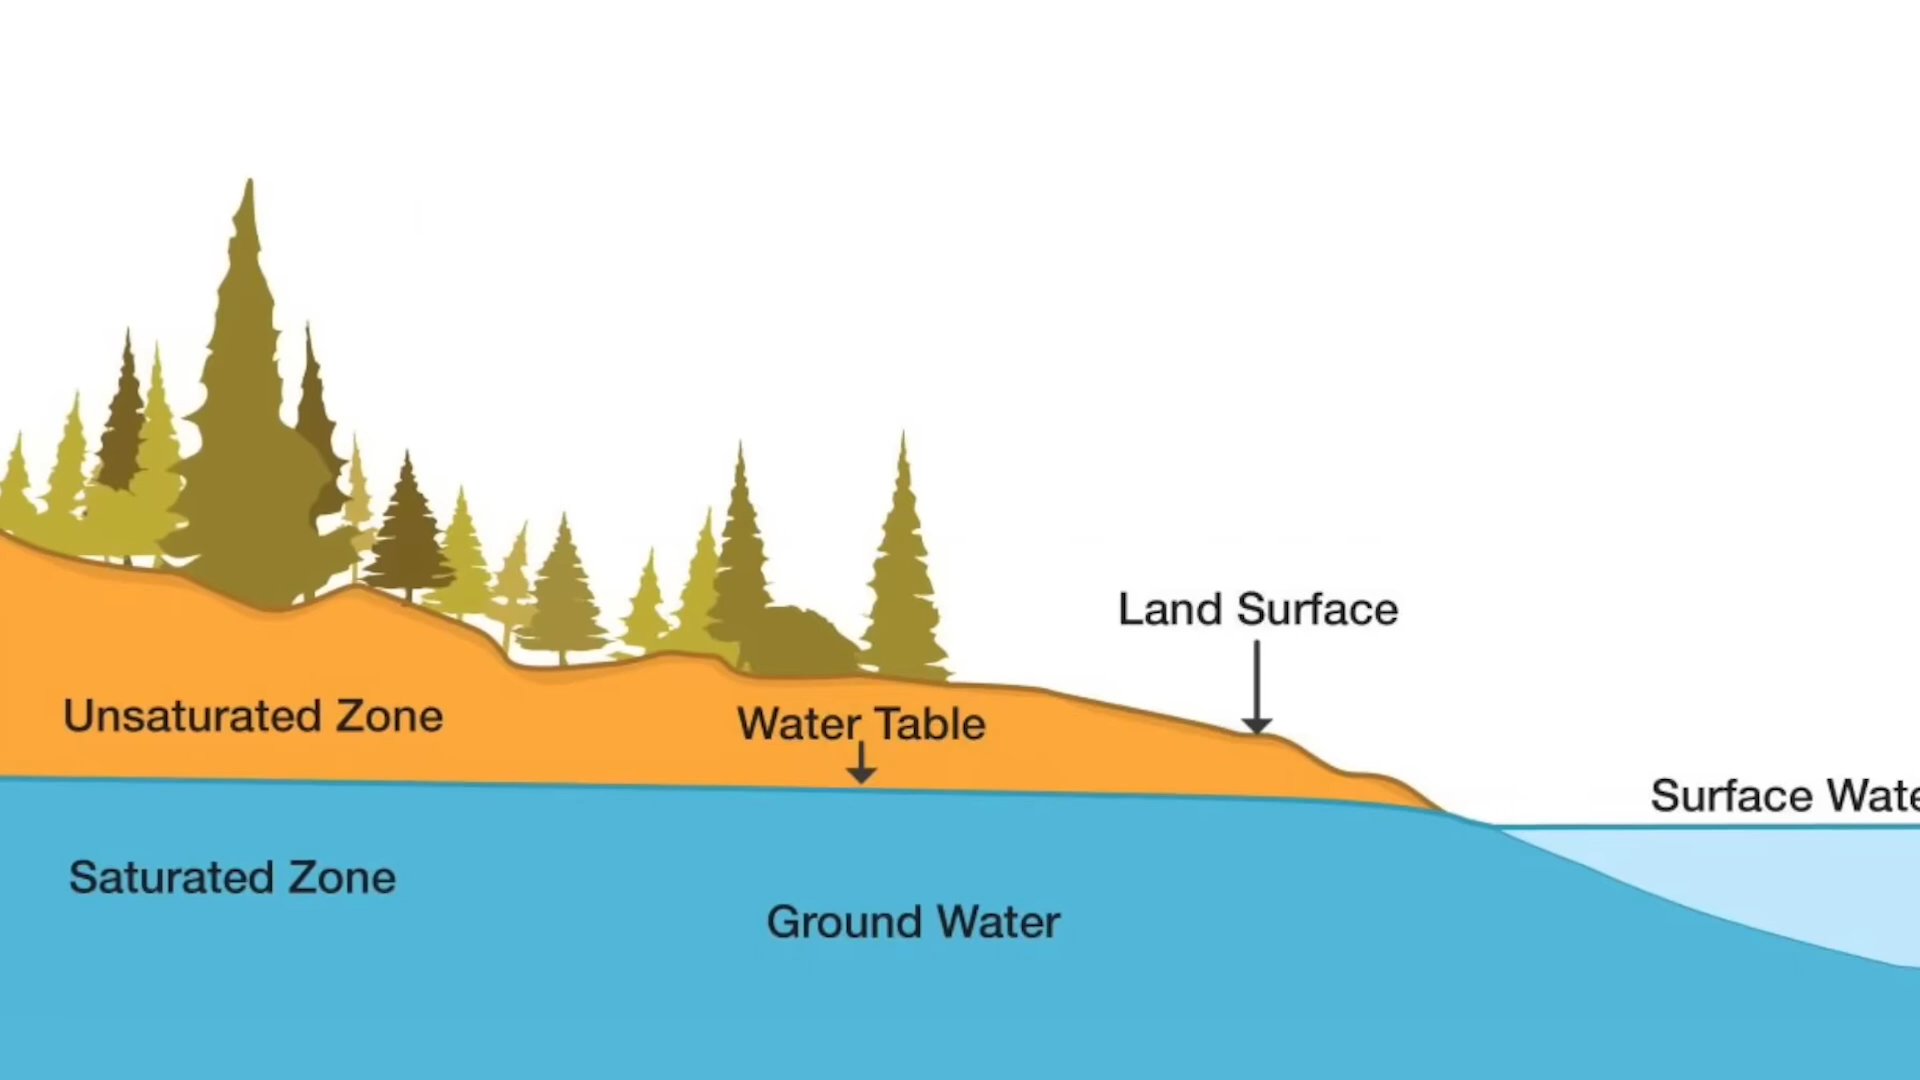 Land Surface
Unsaturated Zone
Water Table
Surface Wate
Saturated Zone
Ground Water